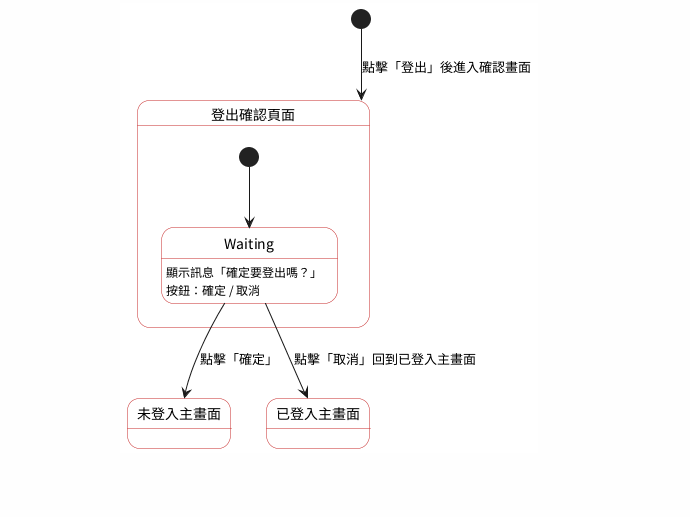 點擊「登出」後進入確認畫面
登出確認頁面
Waiting
顯示訊息「確定要登出嗎？」
按鈕：確定 / 取消
點擊「確定」
點擊「取消」回到已登入主畫面
未登入主畫面
已登入主畫面